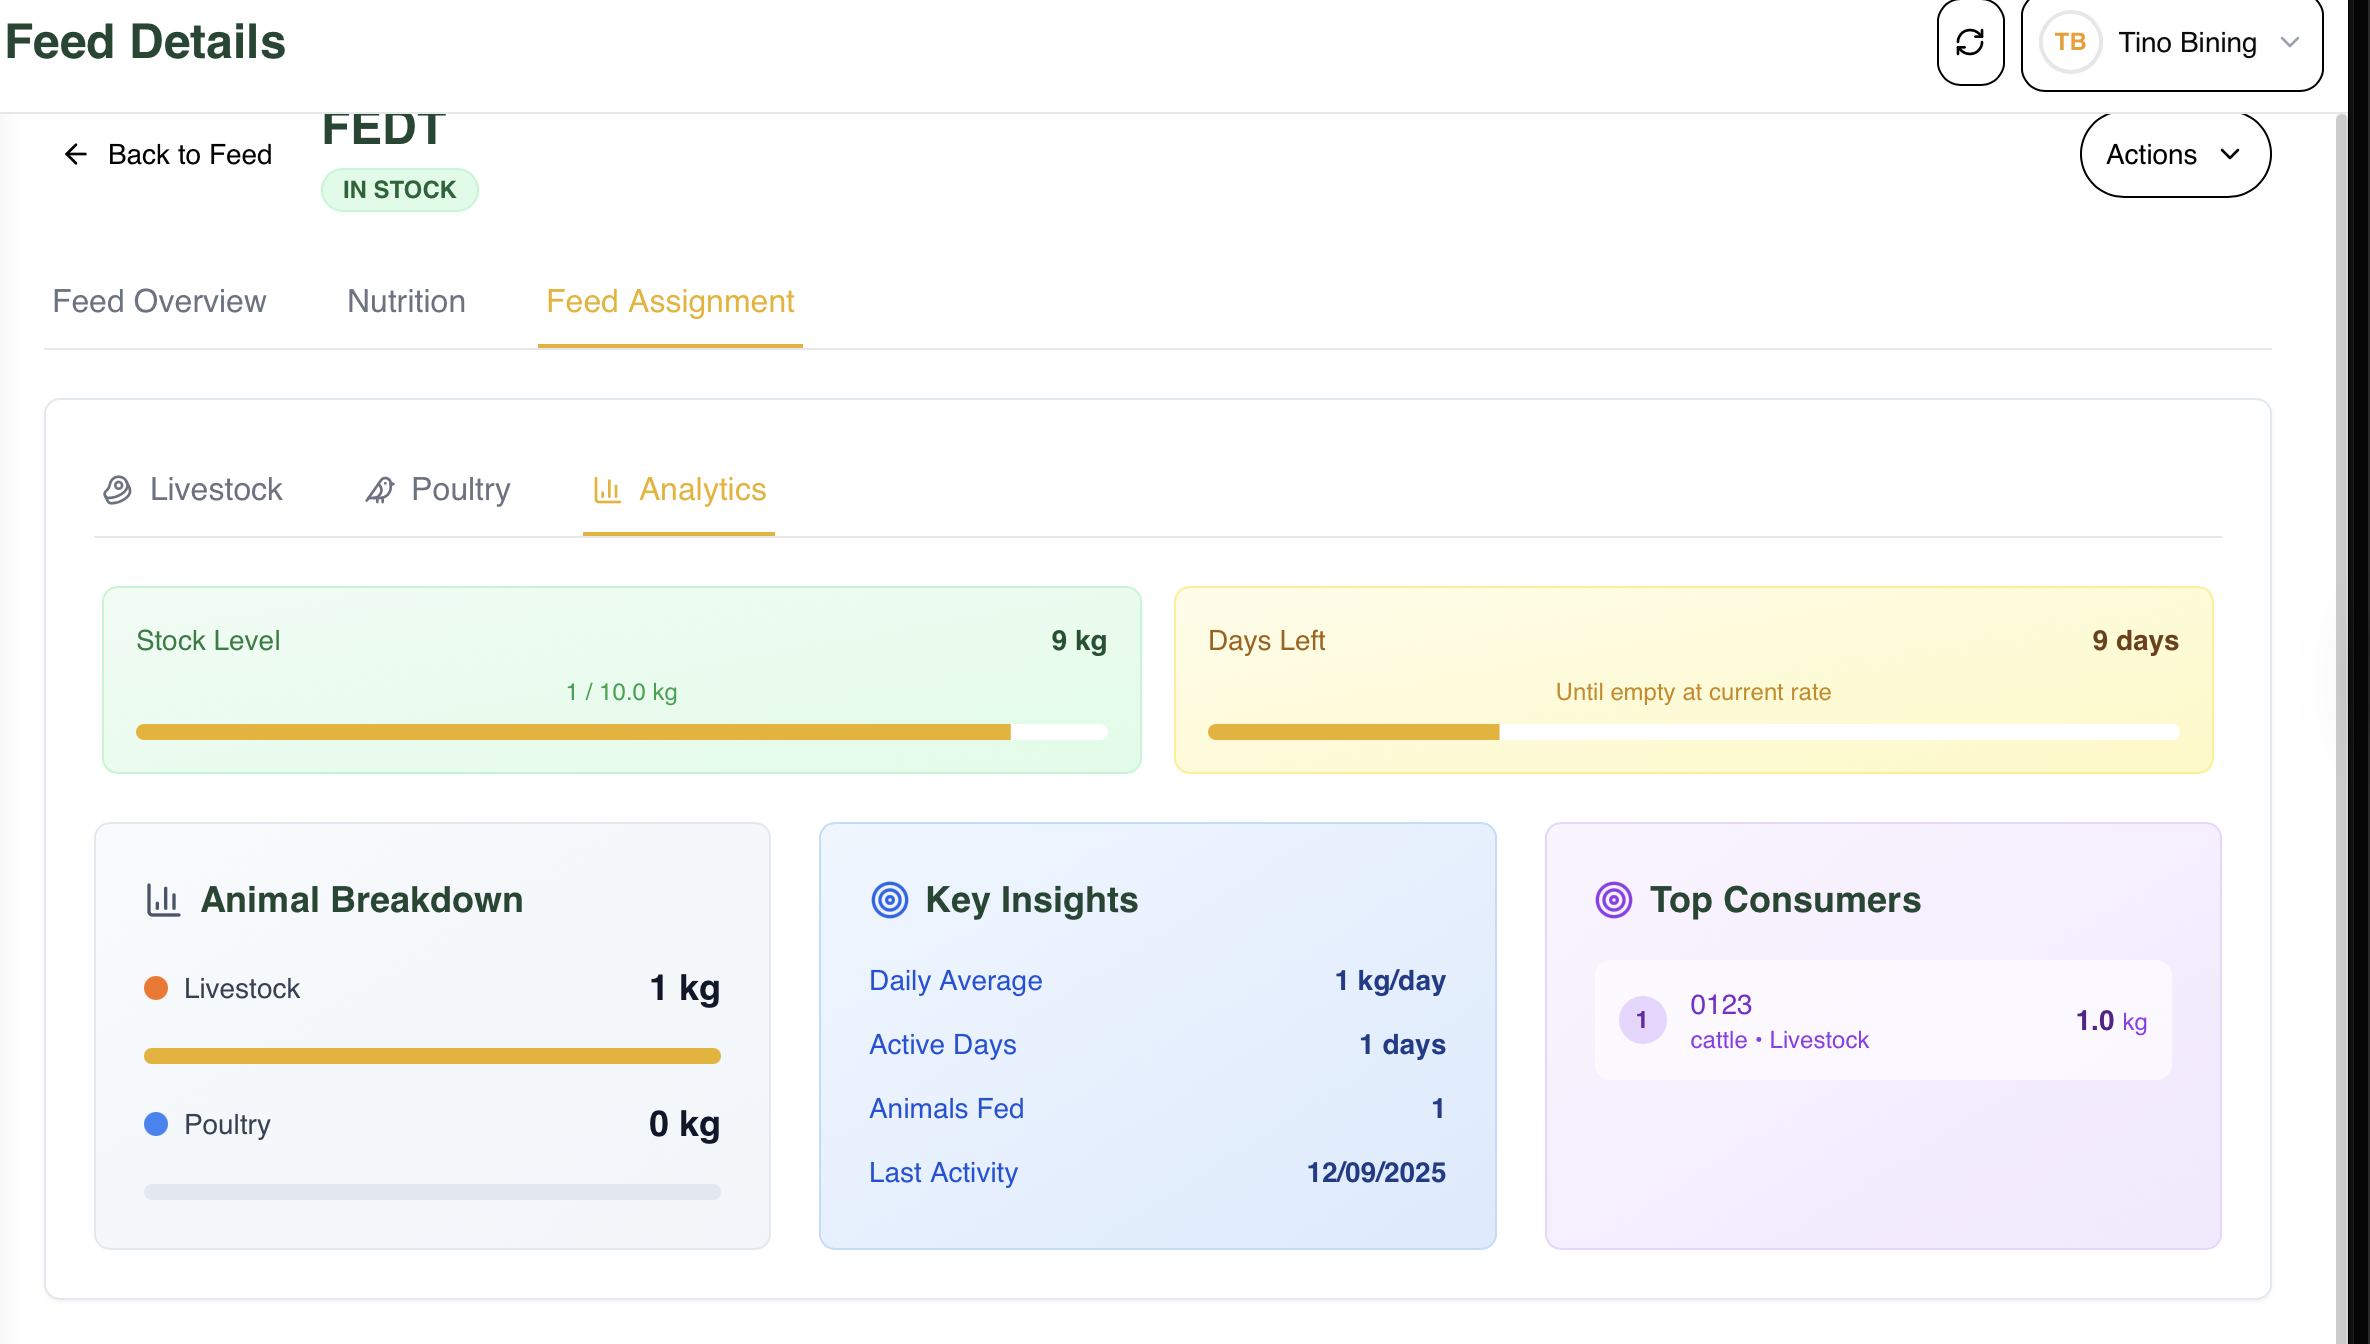 Feed Details
TB Tino Bining
Back to Feed
FEDT
IN STOCK
Actions
Feed Overview Nutrition Feed Assignment
Livestock Poultry Analytics
Stock Level 9 kg
1 / 10.0 kg
Days Left 9 days
Until empty at current rate
Animal Breakdown
Livestock 1 kg
Poultry 0 kg
Key Insights
Daily Average 1 kg/day
Active Days 1 days
Animals Fed 1
Last Activity 12/09/2025
Top Consumers
1 0123 1.0 kg
cattle • Livestock